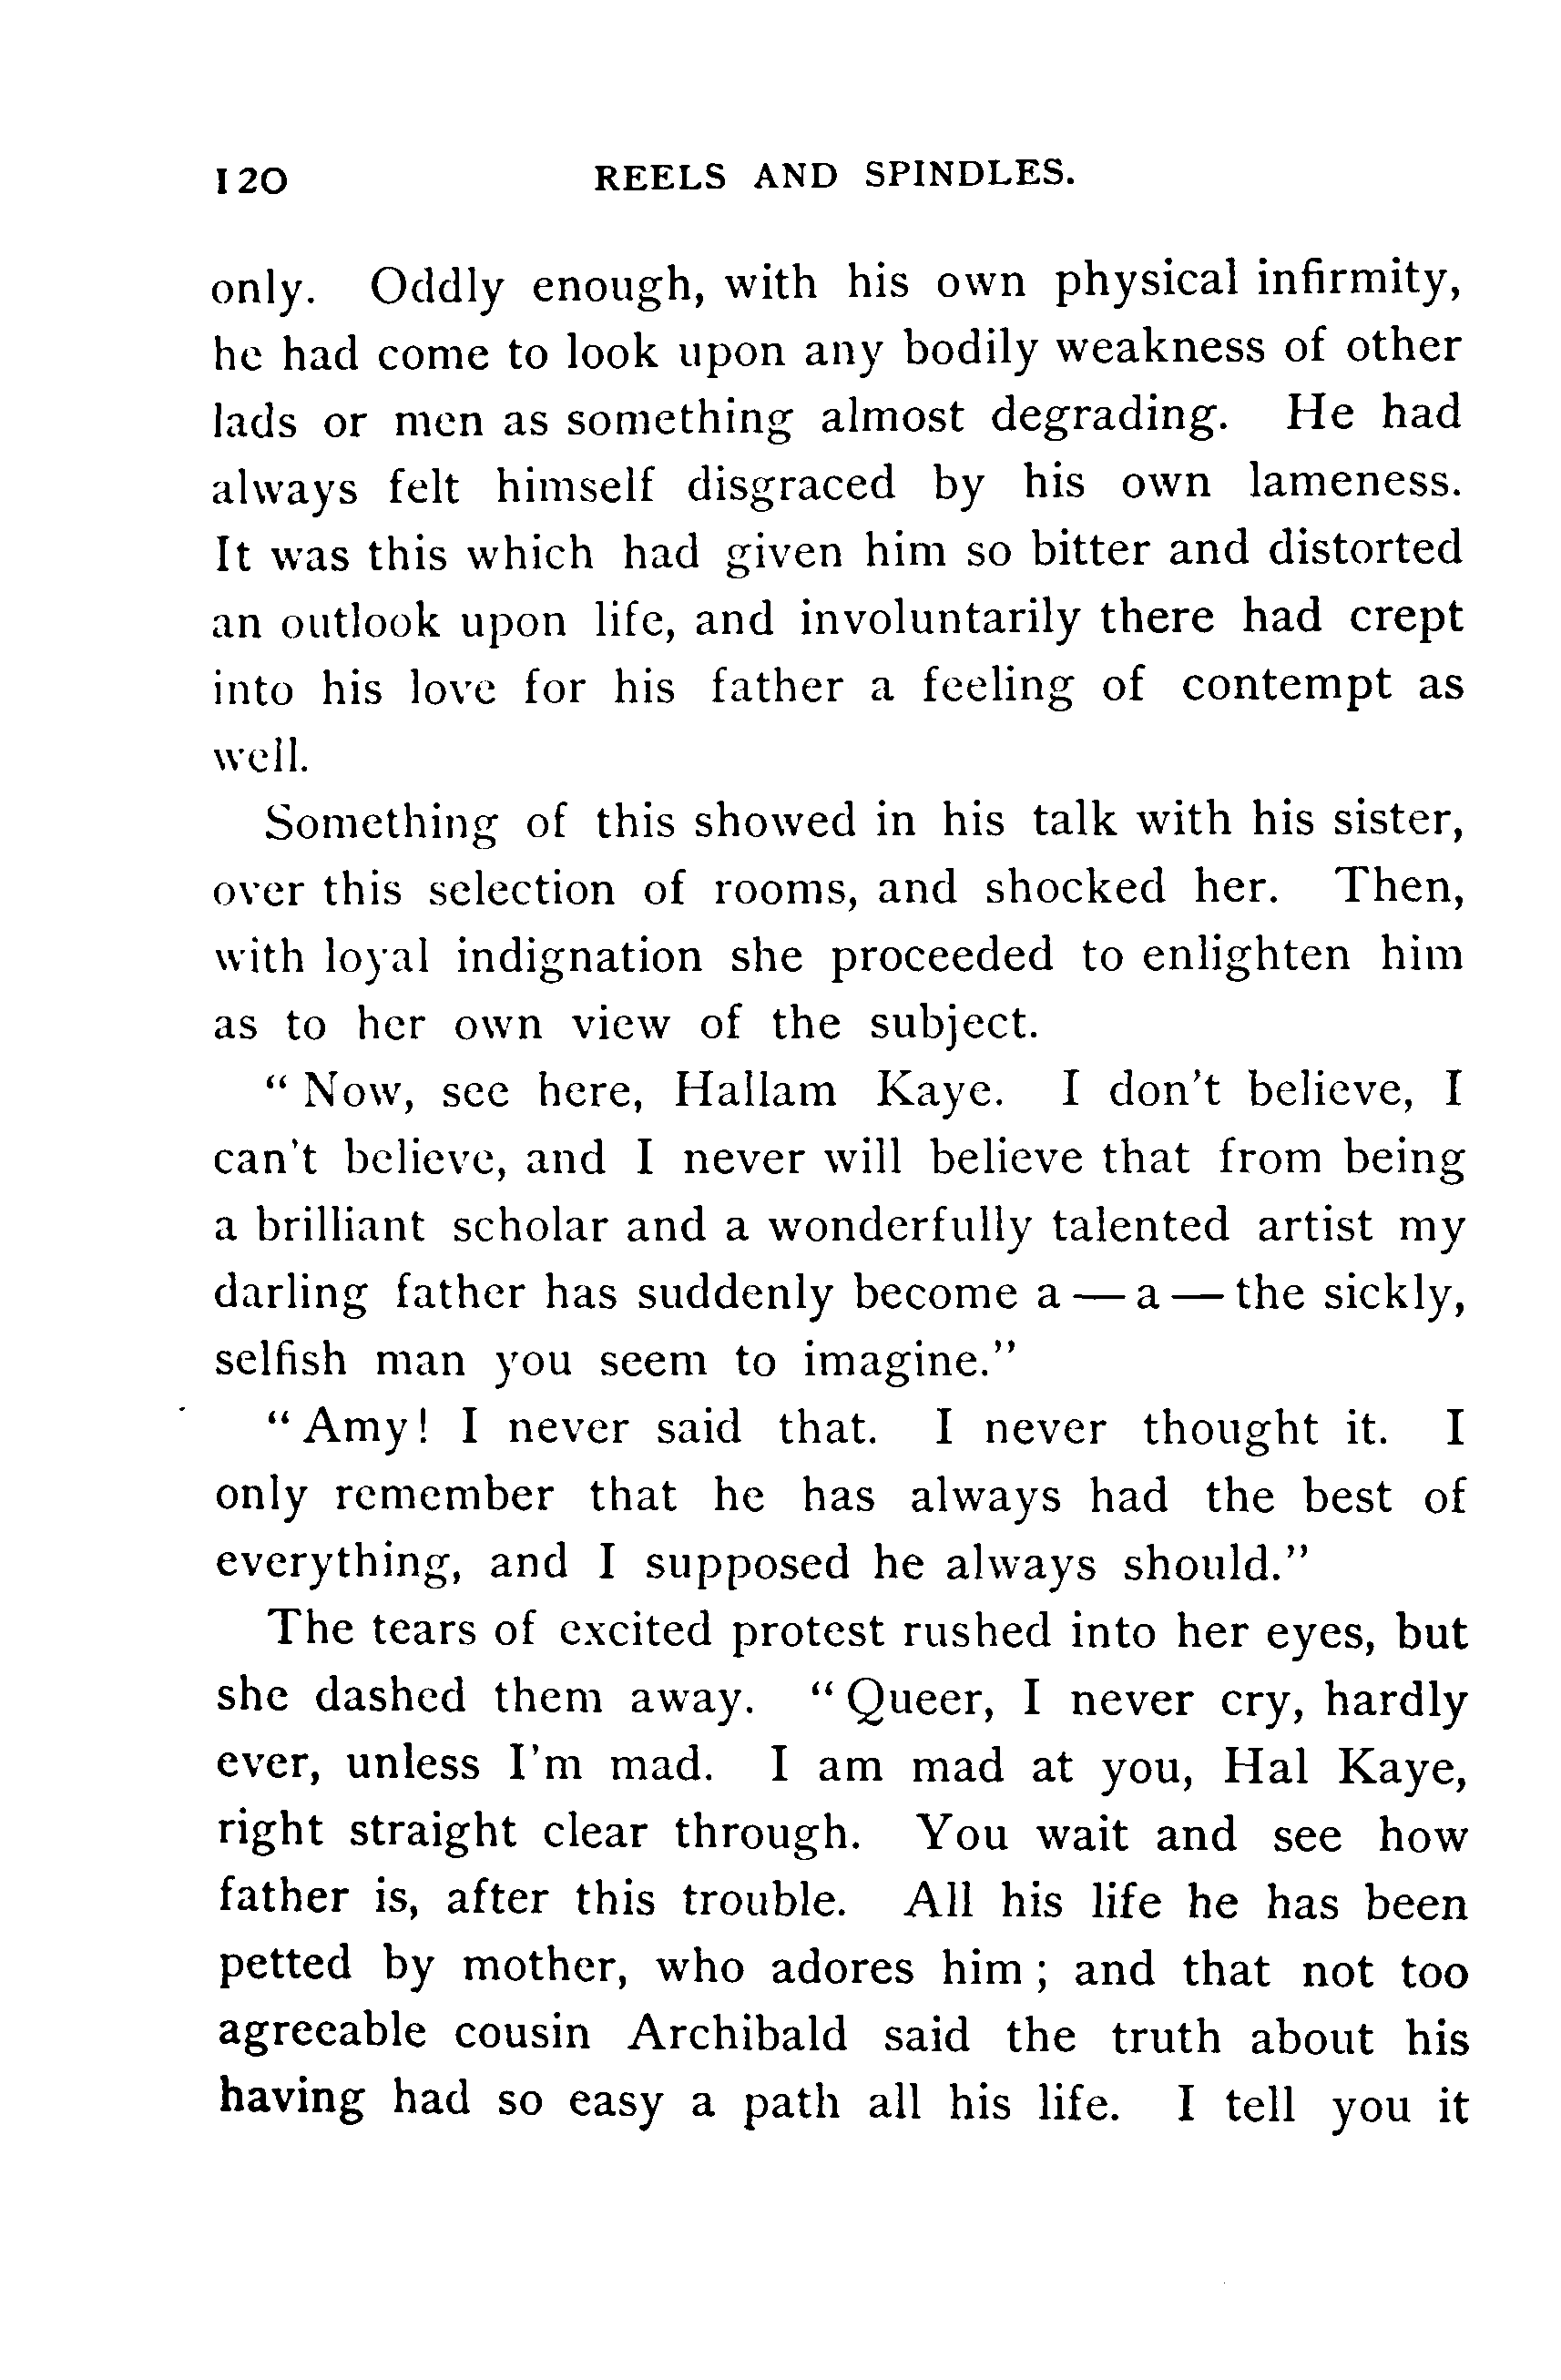 120 REELS AND SPINDLES.
only. Oddly enough, with his own physical infirmity,
he had come to look upon any bodily weakness of other
lads or men as something almost degrading. He had
always felt himself disgraced by his own lameness.
It was this which had given him so bitter and distorted
an outlook upon life, and involuntarily there had crept
into his love for his father a feeling of contempt as
well.
Something of this showed in his talk with his sister,
over this selection of rooms, and shocked her. Then,
with loyal indignation she proceeded to enlighten him
as to her own view of the subject.
“Now, see here, Hallam Kaye. I don't believe, I
can't believe, and I never will believe that from being
a brilliant scholar and a wonderfully talented artist my
darling father has suddenly become a — a — the sickly,
selfish man you seem to imagine.”
“Amy! I never said that. I never thought it. I
only remember that he has always had the best of
everything, and I supposed he always should.”
The tears of excited protest rushed into her eyes, but
she dashed them away. “Queer, I never cry, hardly
ever, unless I'm mad. I am mad at you, Hal Kaye,
right straight clear through. You wait and see how
father is, after this trouble. All his life he has been
petted by mother, who adores him; and that not too
agreeable cousin Archibald said the truth about his
having had so easy a path all his life. I tell you it